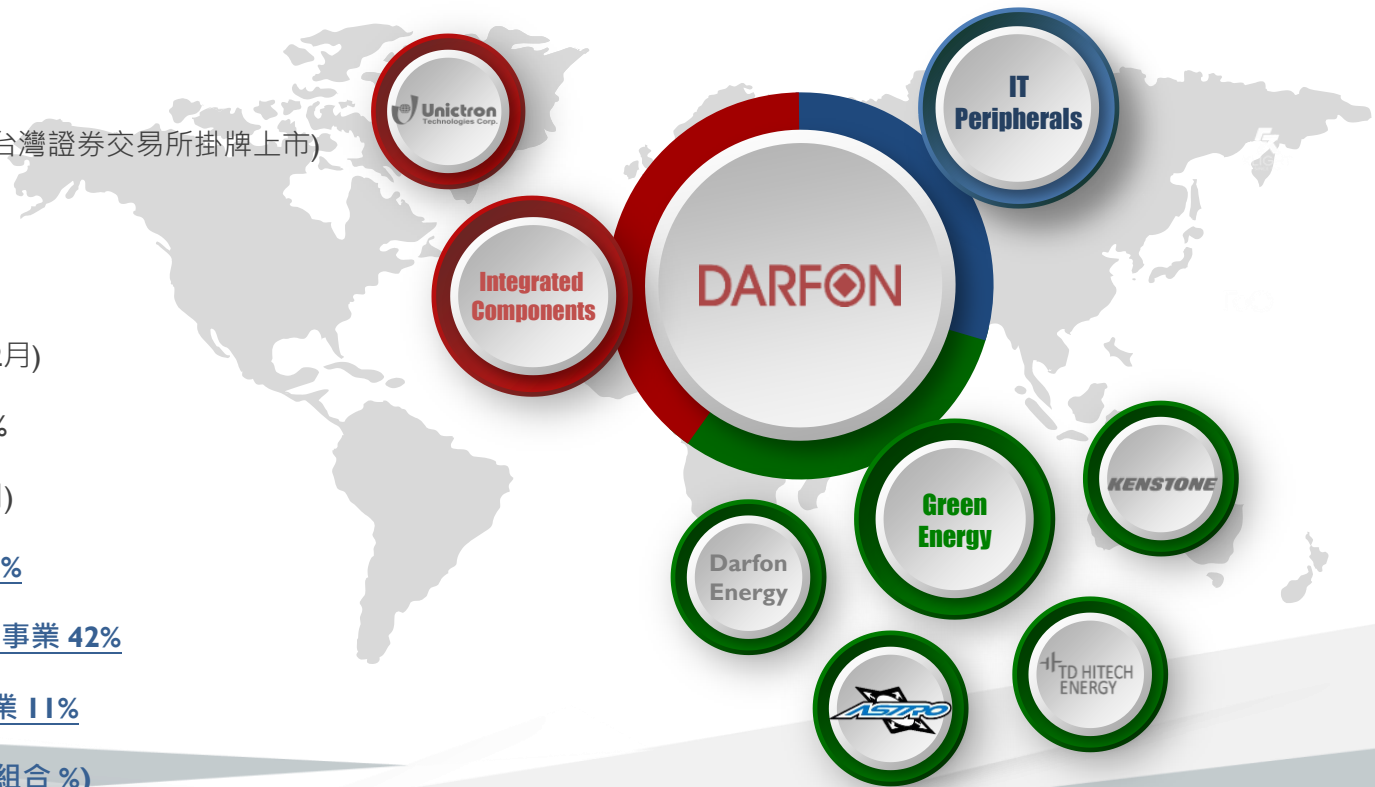 台灣證券交易所掛牌上市)
月)
%
)
%
事業 42%
業 11%
組合 %)
Unictron
Technologies Corp.
Integrated
Components
DARFON
IT
Peripherals
Green
Energy
Darfon
Energy
ASTRO
TD HITECH
ENERGY
KENSTONE